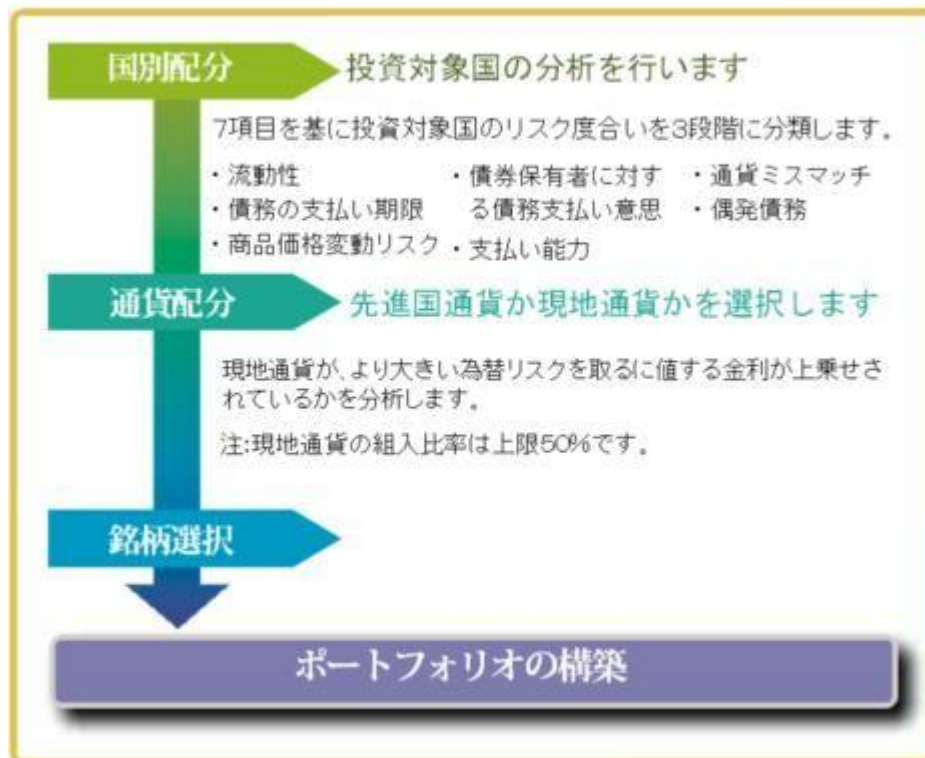 国別配分
投資対象国の分析を行います
7項目を基に投資対象国のリスク度合いを3段階に分類します。
・流動性
・債務の支払い期限
・商品価格変動リスク
・債券保有者に対す
る債務支払い意思
・支払い能力
・通貨ミスマッチ
・偶発債務
通貨配分
先進国通貨か現地通貨かを選択します
現地通貨が、より大きい為替リスクを取るに値する金利が上乗せさ
れているかを分析します。
注:現地通貨の組入比率は上限50%です。
銘柄選択
ポートフォリオの構築